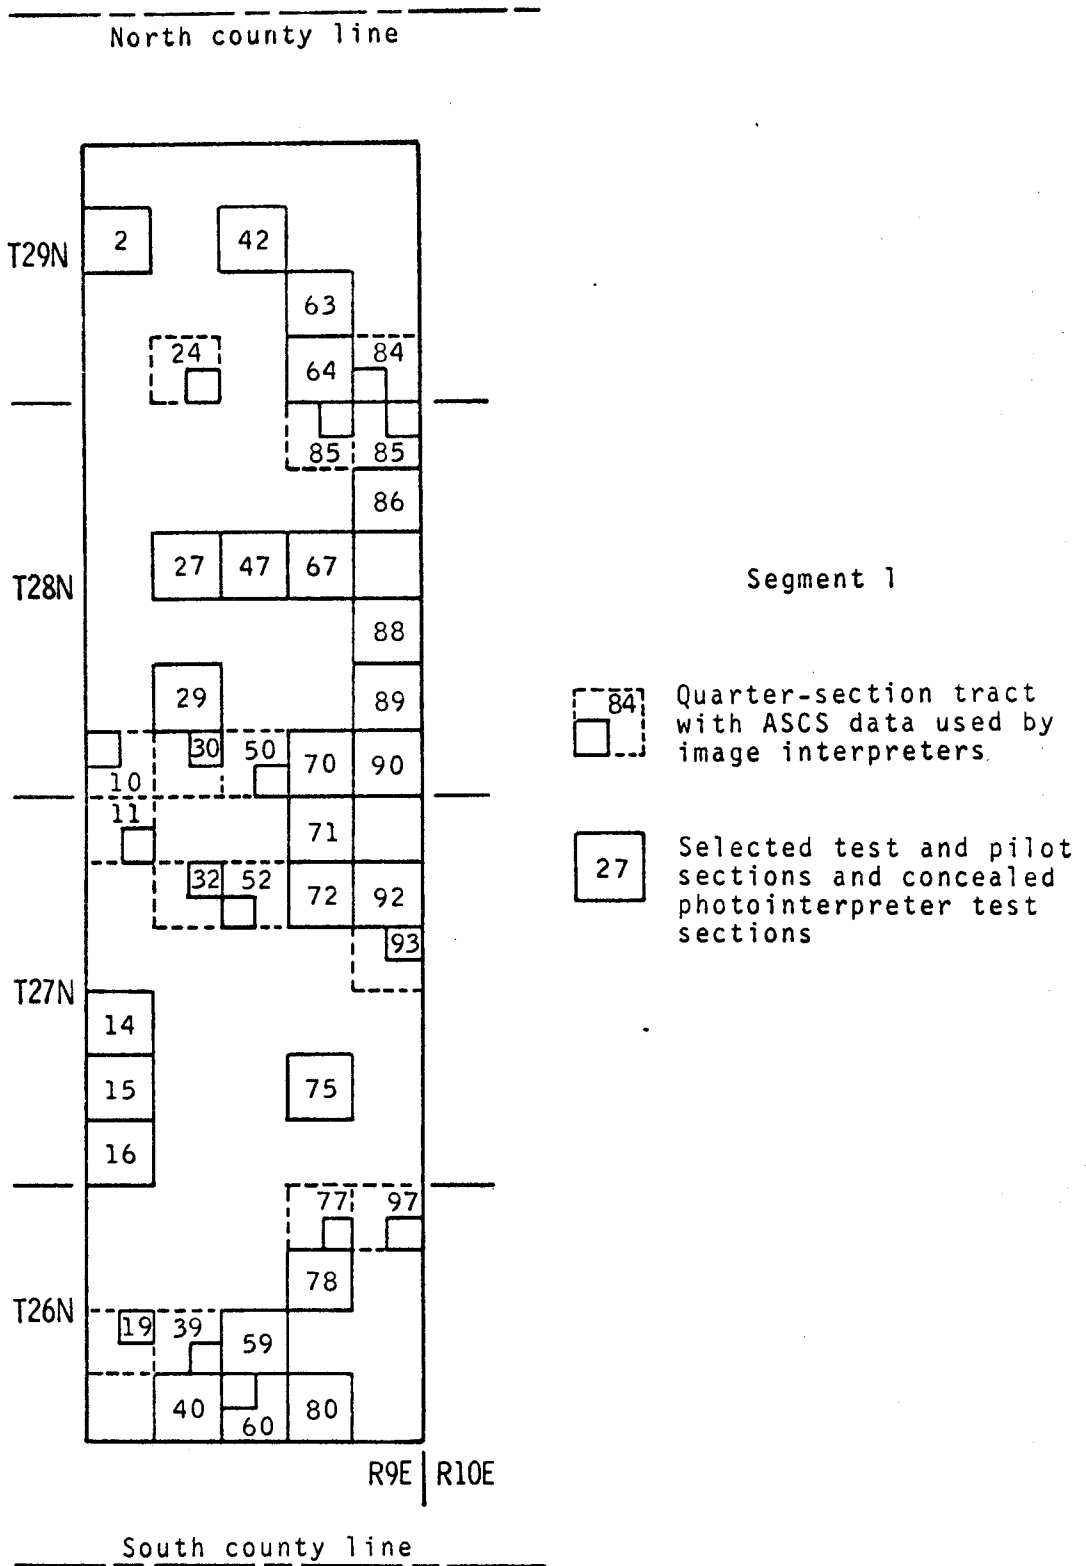 North county line
T29N
2
42
63
24
64
84
85
85
86
27
47
67
T28N
88
29
89
10
30
50
70
90
11
71
32
52
72
92
93
T27N
14
15
75
16
77
97
78
T26N
19
39
59
40
60
80
R9E
R10E
South county line
Segment 1
84
Quarter-section tract
with ASCS data used by
image interpreters
27
Selected test and pilot
sections and concealed
photointerpreter test
sections